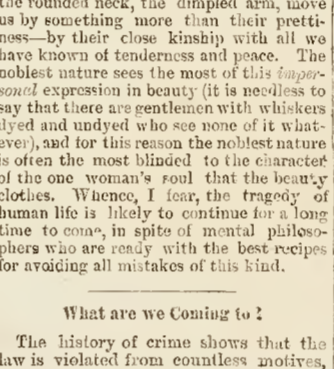 the rounded neck, the dimpled arm, move
us by something more than their pretti-
ness—by their close kinship with all we
have known of tenderness and peace. The
noblest nature sees the most of this imper-
sonal expression in beauty (it is needless to
say that there are gentlemen with whiskers
dyed and undyed who see none of it what-
ever), and for this reason the noblest nature
is often the most blinded to the character
of the one woman's soul that the beauty
clothes. Whence, I fear, the tragedy of
human life is likely to continue for a long
time to come, in spite of mental philoso-
phers who are ready with the best recipes
for avoiding all mistakes of this kind.
What are we Coming to?
The history of crime shows that the
law is violated from countless motives,